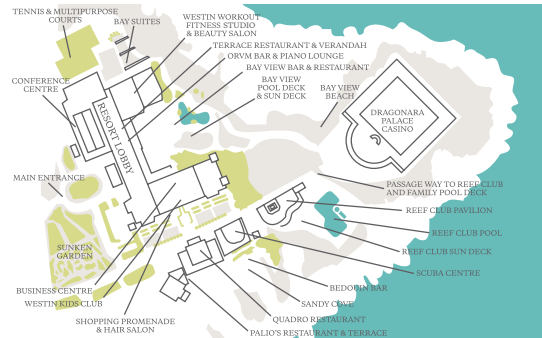 TENNIS & MULTIPURPOSE
COURTS
BAY SUITES
WESTIN WORKOUT
FITNESS STUDIO
& BEAUTY SALON
TERRACE RESTAURANT & VERANDAH
ORVM BAR & PIANO LOUNGE
BAY VIEW BAR & RESTAURANT
BAY VIEW
POOL DECK
& SUN DECK
BAY VIEW
BEACH
CONFERENCE
CENTRE
RESORT LOBBY
DRAGONARA
PALACE
CASINO
MAIN ENTRANCE
PASSAGE WAY TO REEF CLUB
AND FAMILY POOL DECK
REEF CLUB PAVILION
REEF CLUB POOL
REEF CLUB SUN DECK
SCUBA CENTRE
SUNKEN
GARDEN
BUSINESS CENTRE
WESTIN KIDS CLUB
SHOPPING PROMENADE
& HAIR SALON
BEDOUIN BAR
SANDY COVE
QUADRO RESTAURANT
PALIO'S RESTAURANT & TERRACE